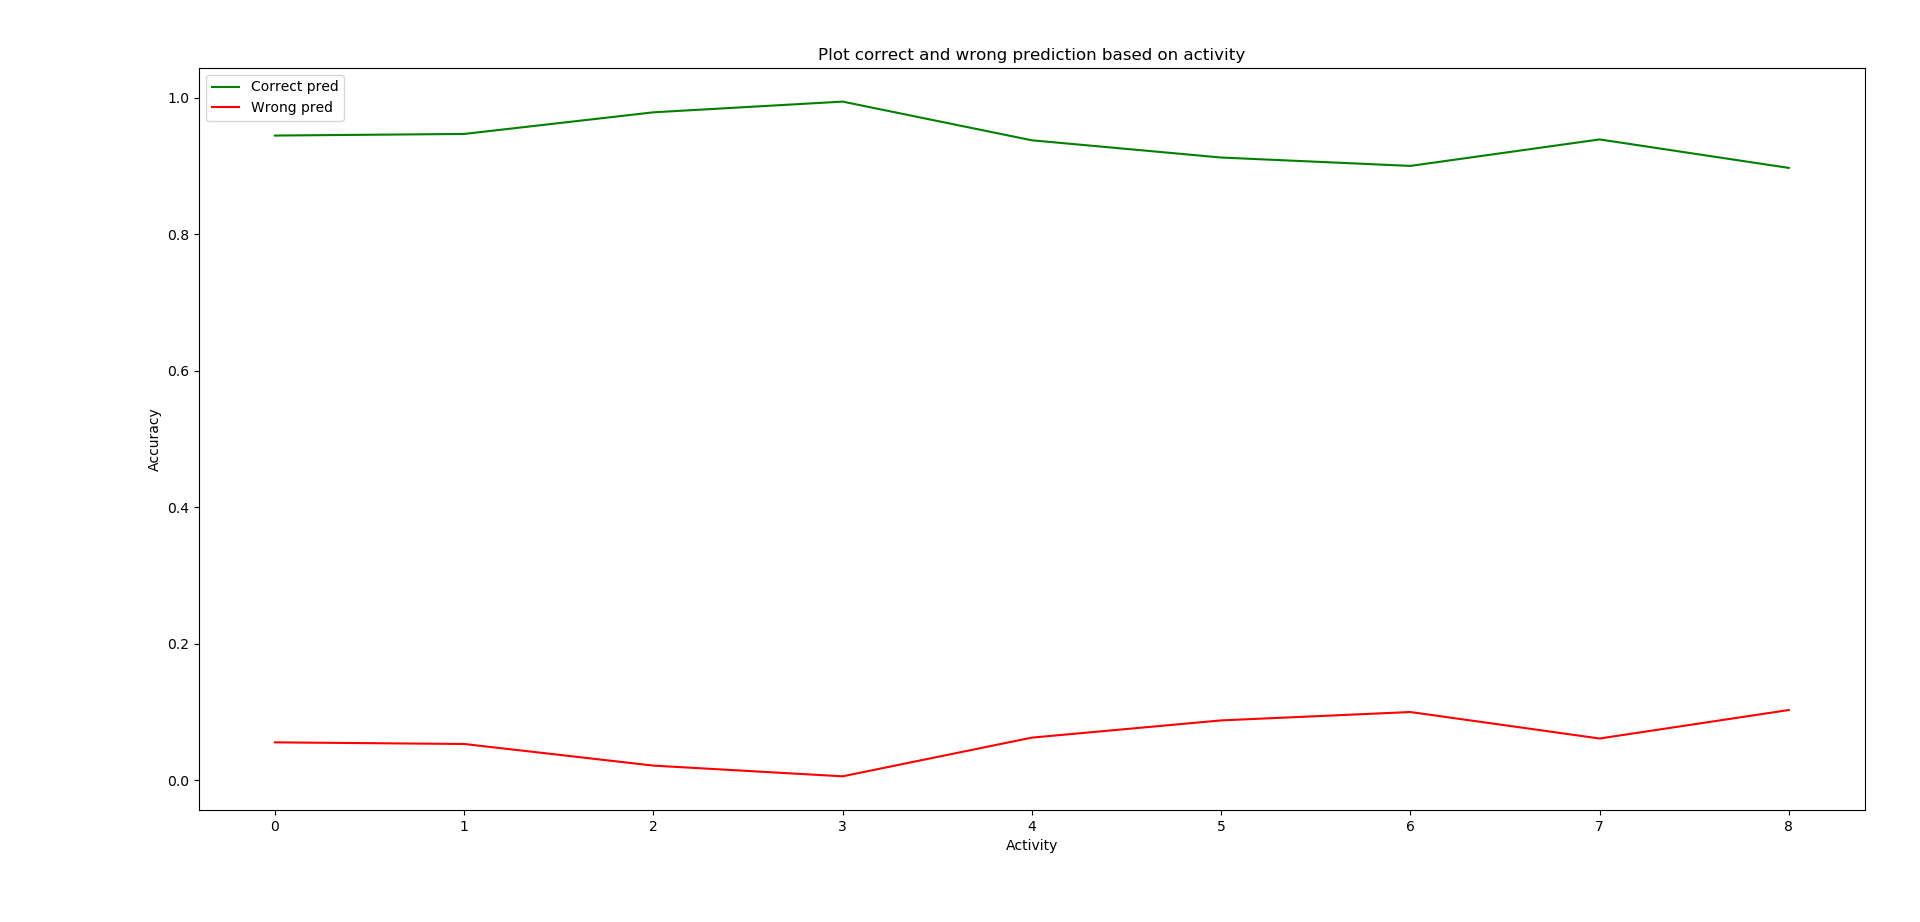 Plot correct and wrong prediction based on activity
Correct pred
Wrong pred
1.0
0.8
0.6
0.4
0.2
0.0
Accuracy
0 1 2 3 4 5 6 7 8
Activity